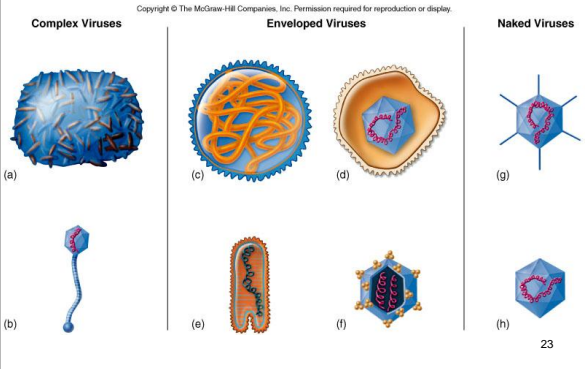 Copyright © The McGraw-Hill Companies, Inc. Permission required for reproduction or display.
Complex Viruses
Enveloped Viruses
Naked Viruses
(a)
(c)
(d)
(g)
(b)
(e)
(f)
(h)
23